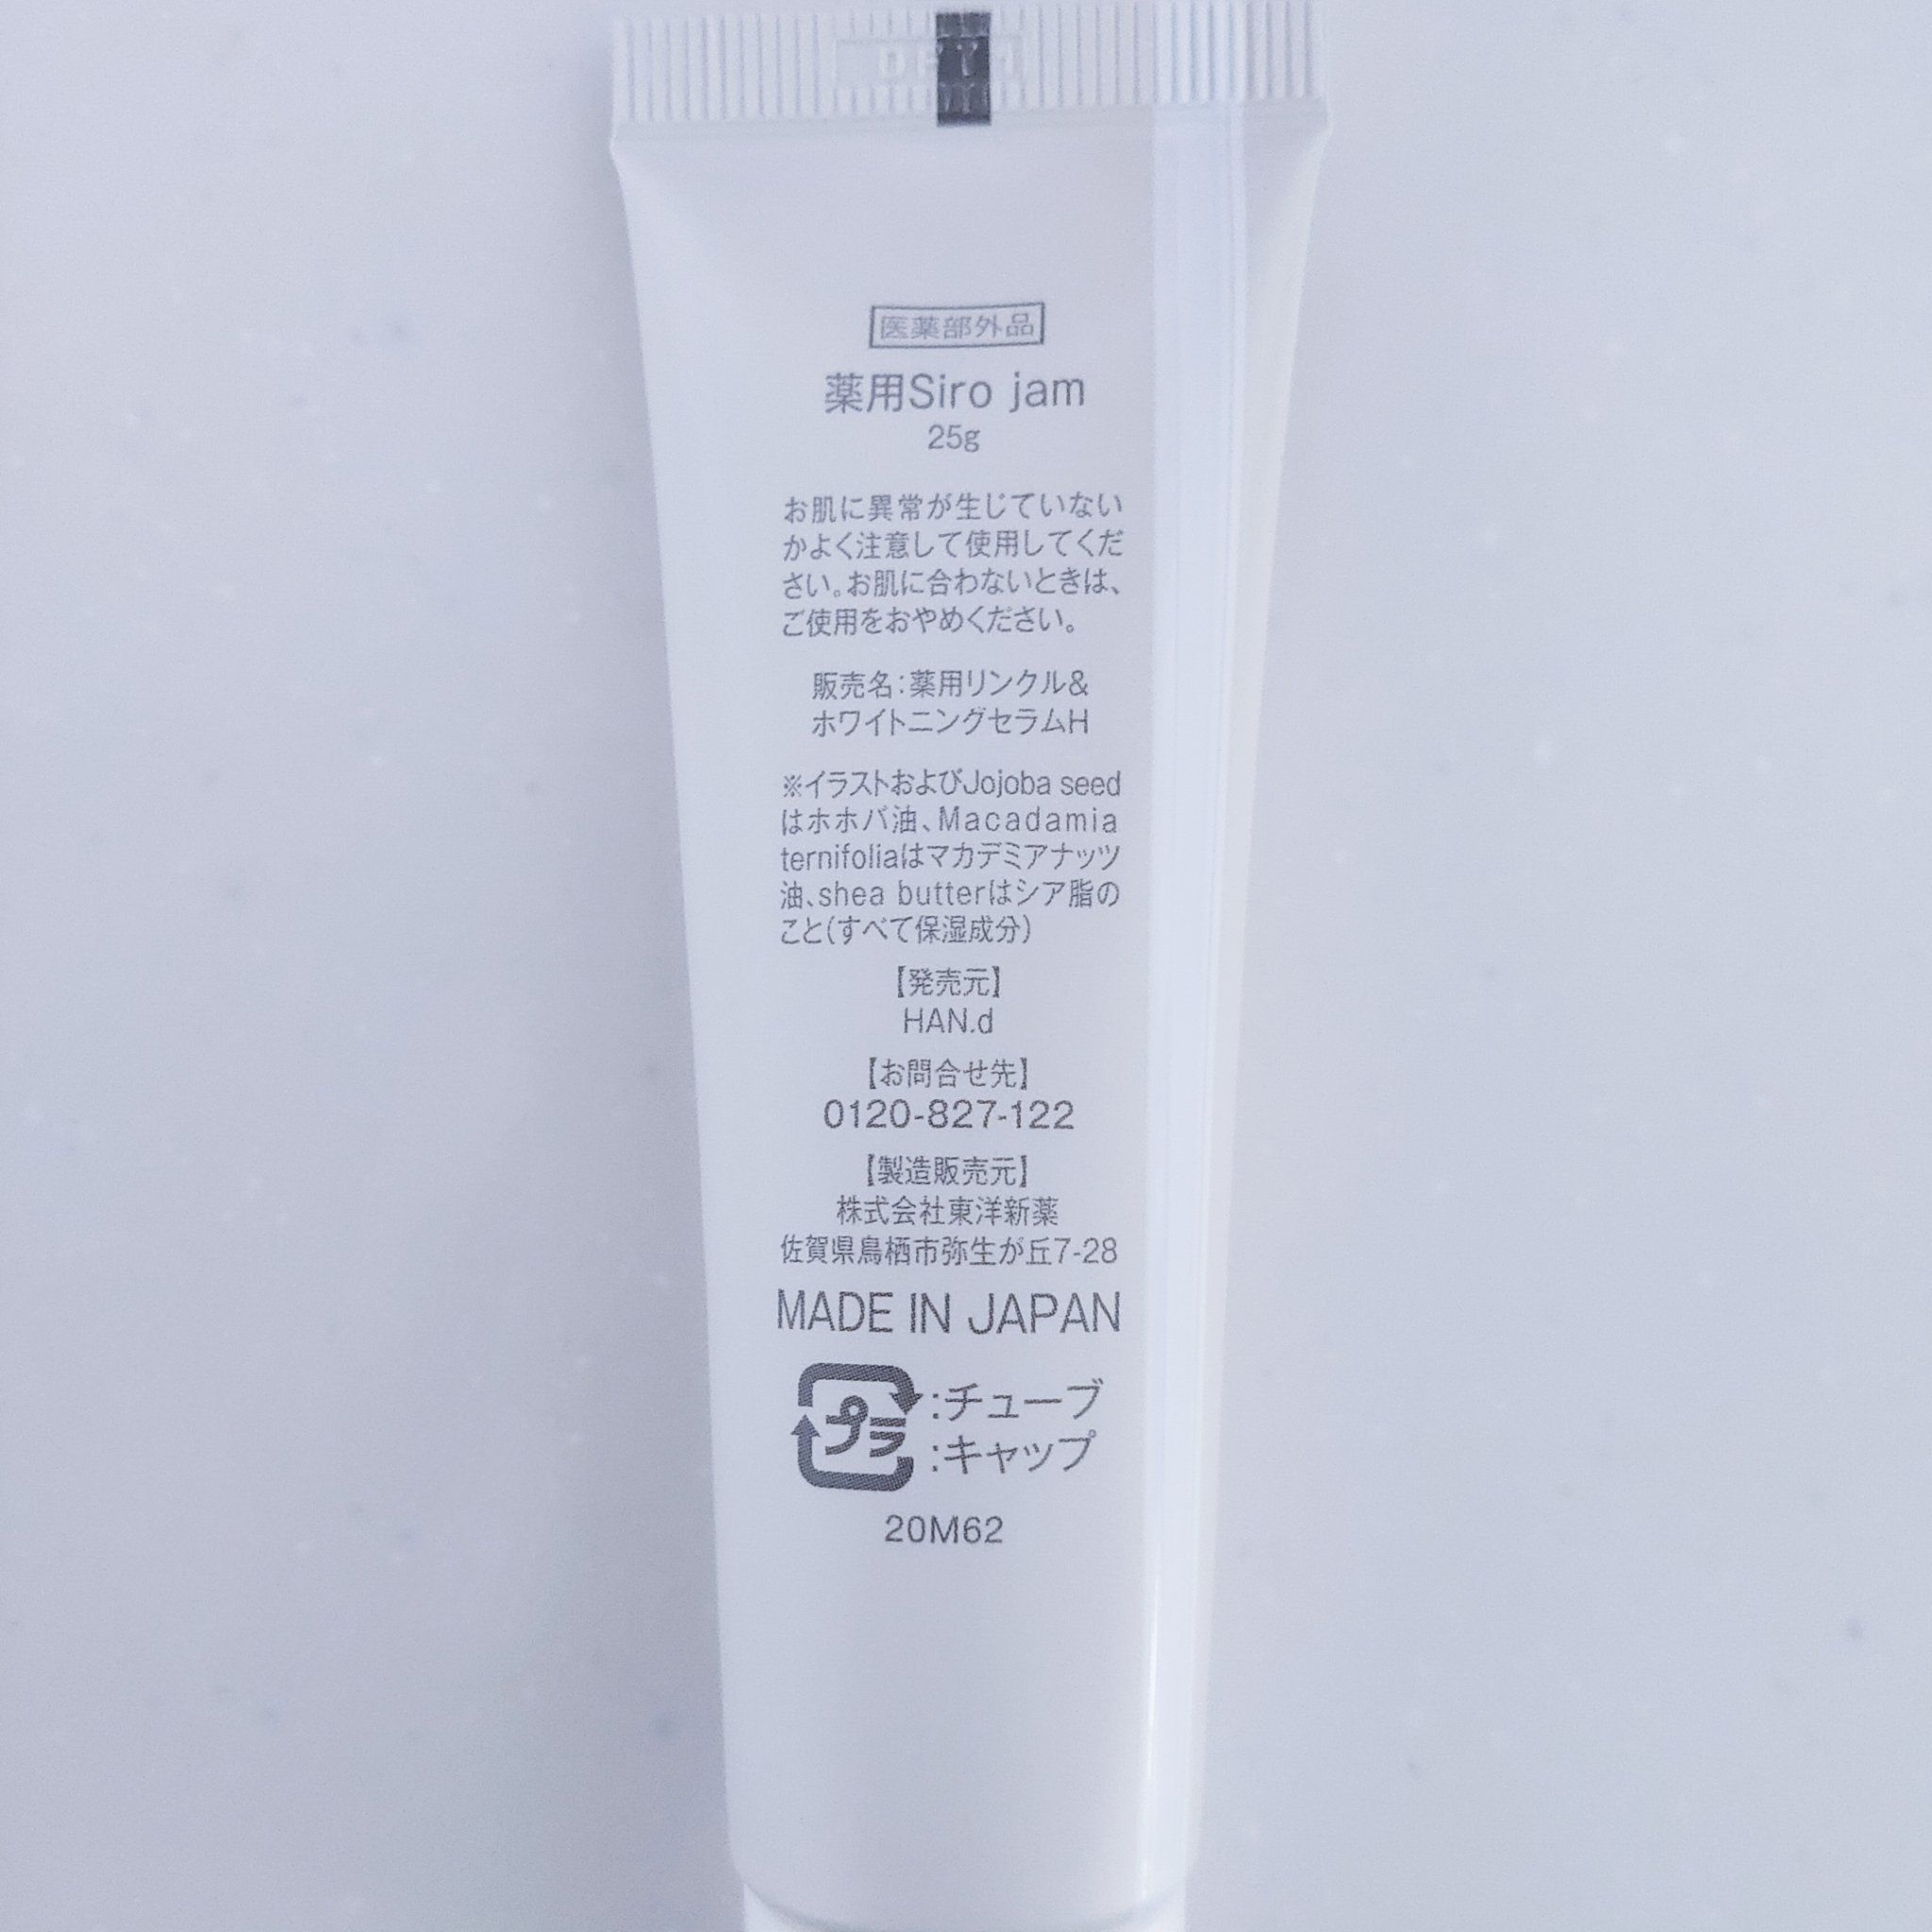 医薬部外品
薬用Siro jam
25g
お肌に異常が生じていない
かよく注意して使用してくだ
さい。お肌に合わないときは、
ご使用をおやめください。
販売名：薬用リンクル&
ホワイトニングセラムH
※イラストおよびJojoba seed
はホホバ油、Macadamia
ternifoliaはマカデミアナッツ
油、shea butterはシア脂の
こと（すべて保湿成分）
【発売元】
HAN.d
【お問合せ先】
0120-827-122
【製造販売元】
株式会社東洋新薬
佐賀県鳥栖市弥生が丘7-28
MADE IN JAPAN
プラ
:チューブ
:キャップ
20M62